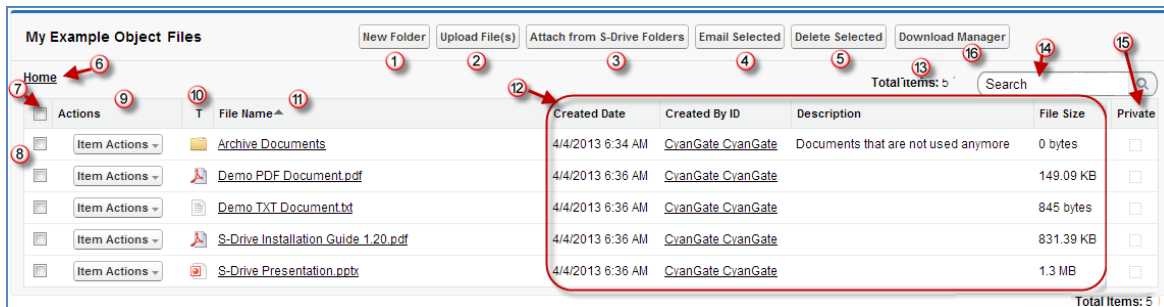 My Example Object Files New Folder Upload File(s) Attach from S-Drive Folders Email Selected Delete Selected Download Manager
1 2 3 4 5 16 14 15
Home 6 13 Total Items: 5 Search
7 9 10 11 12
Actions T File Name Created Date Created By ID Description File Size Private
8 Item Actions Archive Documents 4/4/2013 6:34 AM CyanGate CyanGate Documents that are not used anymore 0 bytes
Item Actions Demo PDF Document.pdf 4/4/2013 6:36 AM CyanGate CyanGate 149.09 KB
Item Actions Demo TXT Document.txt 4/4/2013 6:36 AM CyanGate CyanGate 845 bytes
Item Actions S-Drive Installation Guide 1.20.pdf 4/4/2013 6:36 AM CyanGate CyanGate 831.39 KB
Item Actions S-Drive Presentation.pptx 4/4/2013 6:36 AM CyanGate CyanGate 1.3 MB
Total Items: 5